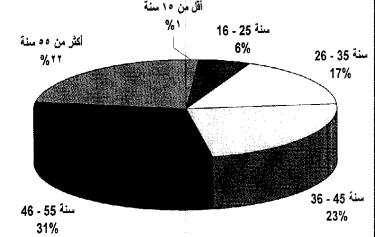 أقل من ١٥ سنة
%١
16 - 25 سنة
6%
26 - 35 سنة
17%
36 - 45 سنة
23%
46 - 55 سنة
31%
أكثر من ٥٥ سنة
%٢٢